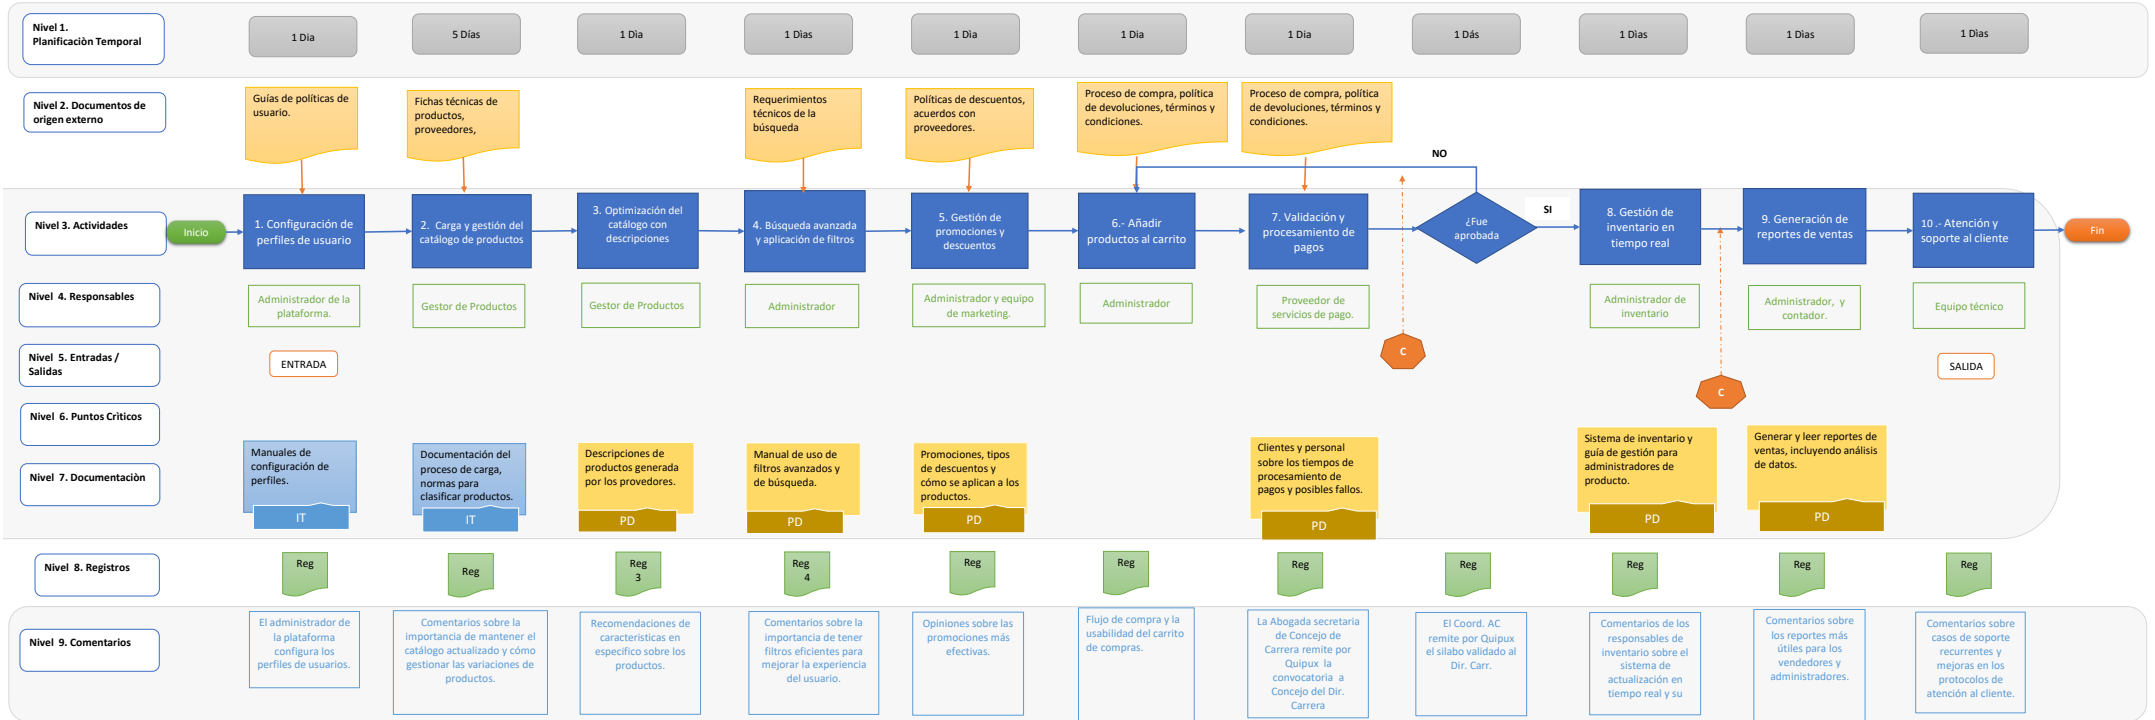 Nivel 1.
Planificaciòn Temporal
1 Dia
5 Días
1 Dìa
1 Dìas
1 Dìa
1 Dia
1 Dia
1 Dás
1 Dìas
1 Dìas
1 Dìas
Nivel 2. Documentos de
origen externo
Guías de políticas de
usuario.
Fichas técnicas de
productos,
proveedores,
Requerimientos
técnicos de la
búsqueda
Políticas de descuentos,
acuerdos con
proveedores.
Proceso de compra, política
de devoluciones, términos y
condiciones.
Proceso de compra, política
de devoluciones, términos y
condiciones.
NO
Nivel 3. Actividades
Inicio
1. Configuración de
perfiles de usuario
2. Carga y gestión del
catálogo de productos
3. Optimización del
catálogo con
descripciones
4. Búsqueda avanzada
y aplicación de filtros
5. Gestión de
promociones y
descuentos
6.- Añadir
productos al carrito
7. Validación y
procesamiento de
pagos
¿Fue
aprobada
SI
8. Gestión de
inventario en
tiempo real
9. Generación de
reportes de ventas
10 .- Atención y
soporte al cliente
Fin
Nivel 4. Responsables
Administrador de la
plataforma.
Gestor de Productos
Gestor de Productos
Administrador
Administrador y equipo
de marketing.
Administrador
Proveedor de
servicios de pago.
Administrador de
inventario
Administrador, y
contador.
Equipo técnico
Nivel 5. Entradas /
Salidas
ENTRADA
C
SALIDA
Nivel 6. Puntos Crìticos
C
Nivel 7. Documentaciòn
Manuales de
configuración de
perfiles.
IT
Documentación del
proceso de carga,
normas para
clasificar productos.
IT
Descripciones de
productos generada
por los provedores.
PD
Manual de uso de
filtros avanzados y
de búsqueda.
PD
Promociones, tipos
de descuentos y
cómo se aplican a los
productos.
PD
Clientes y personal
sobre los tiempos de
procesamiento de
pagos y posibles fallos.
PD
Sistema de inventario y
guía de gestión para
administradores de
producto.
PD
Generar y leer reportes de
ventas, incluyendo análisis
de datos.
PD
Nivel 8. Registros
Reg
Reg
Reg
3
Reg
4
Reg
Reg
Reg
Reg
Reg
Reg
Reg
Nivel 9. Comentarios
El administrador de
la plataforma
configura los
perfiles de usuarios.
Comentarios sobre la
importancia de mantener el
catálogo actualizado y cómo
gestionar las variaciones de
productos.
Recomendaciones de
caracteristicas en
especifico sobre los
productos.
Comentarios sobre la
importancia de tener
filtros eficientes para
mejorar la experiencia
del usuario.
Opiniones sobre las
promociones más
efectivas.
Flujo de compra y la
usabilidad del carrito
de compras.
La Abogada secretaria
de Concejo de
Carrera remite por
Quipux la
convocatoria a
Concejo del Dir.
Carrera
El Coord. AC
remite por Quipux
el silabo validado al
Dir. Carr.
Comentarios de los
responsables de
inventario sobre el
sistema de
actualización en
tiempo real y su
Comentarios sobre
los reportes más
útiles para los
vendedores y
administradores.
Comentarios sobre
casos de soporte
recurrentes y
mejoras en los
protocolos de
atención al cliente.